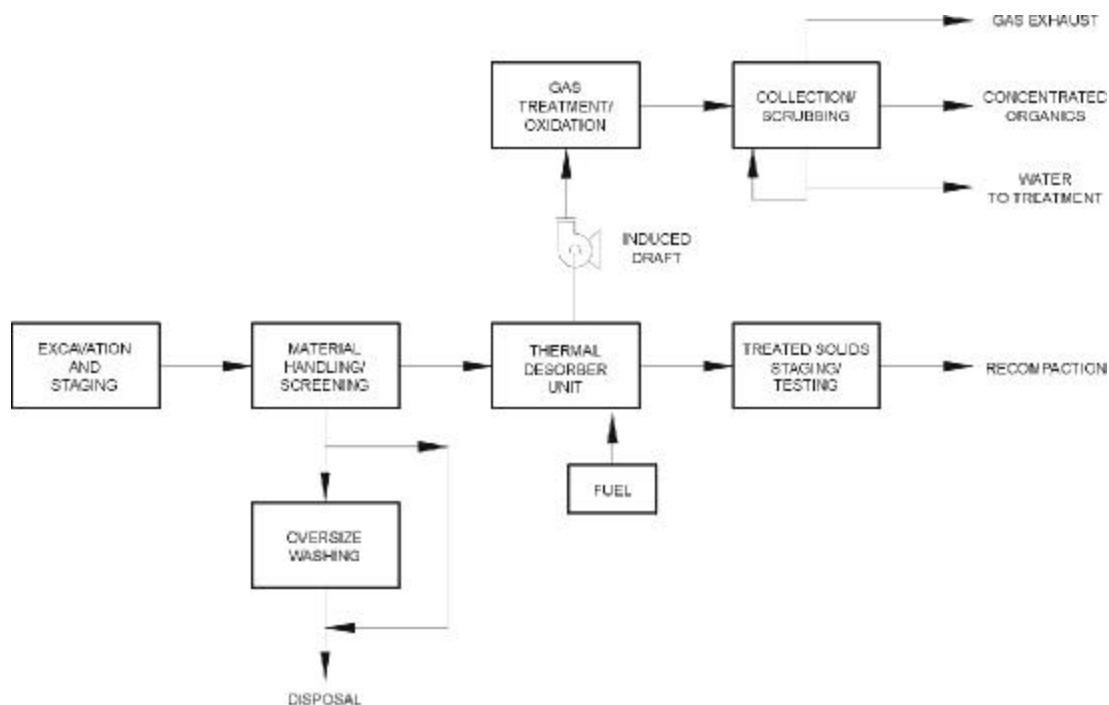 GAS EXHAUST
GAS
TREATMENT/
OXIDATION
COLLECTION/
SCRUBBING
CONCENTRATED
ORGANICS
WATER
TO TREATMENT
INDUCED
DRAFT
EXCAVATION
AND
STAGING
MATERIAL
HANDLING/
SCREENING
THERMAL
DESORBER
UNIT
TREATED SOLIDS
STAGING/
TESTING
RECOMPACTION
FUEL
OVERSIZE
WASHING
DISPOSAL